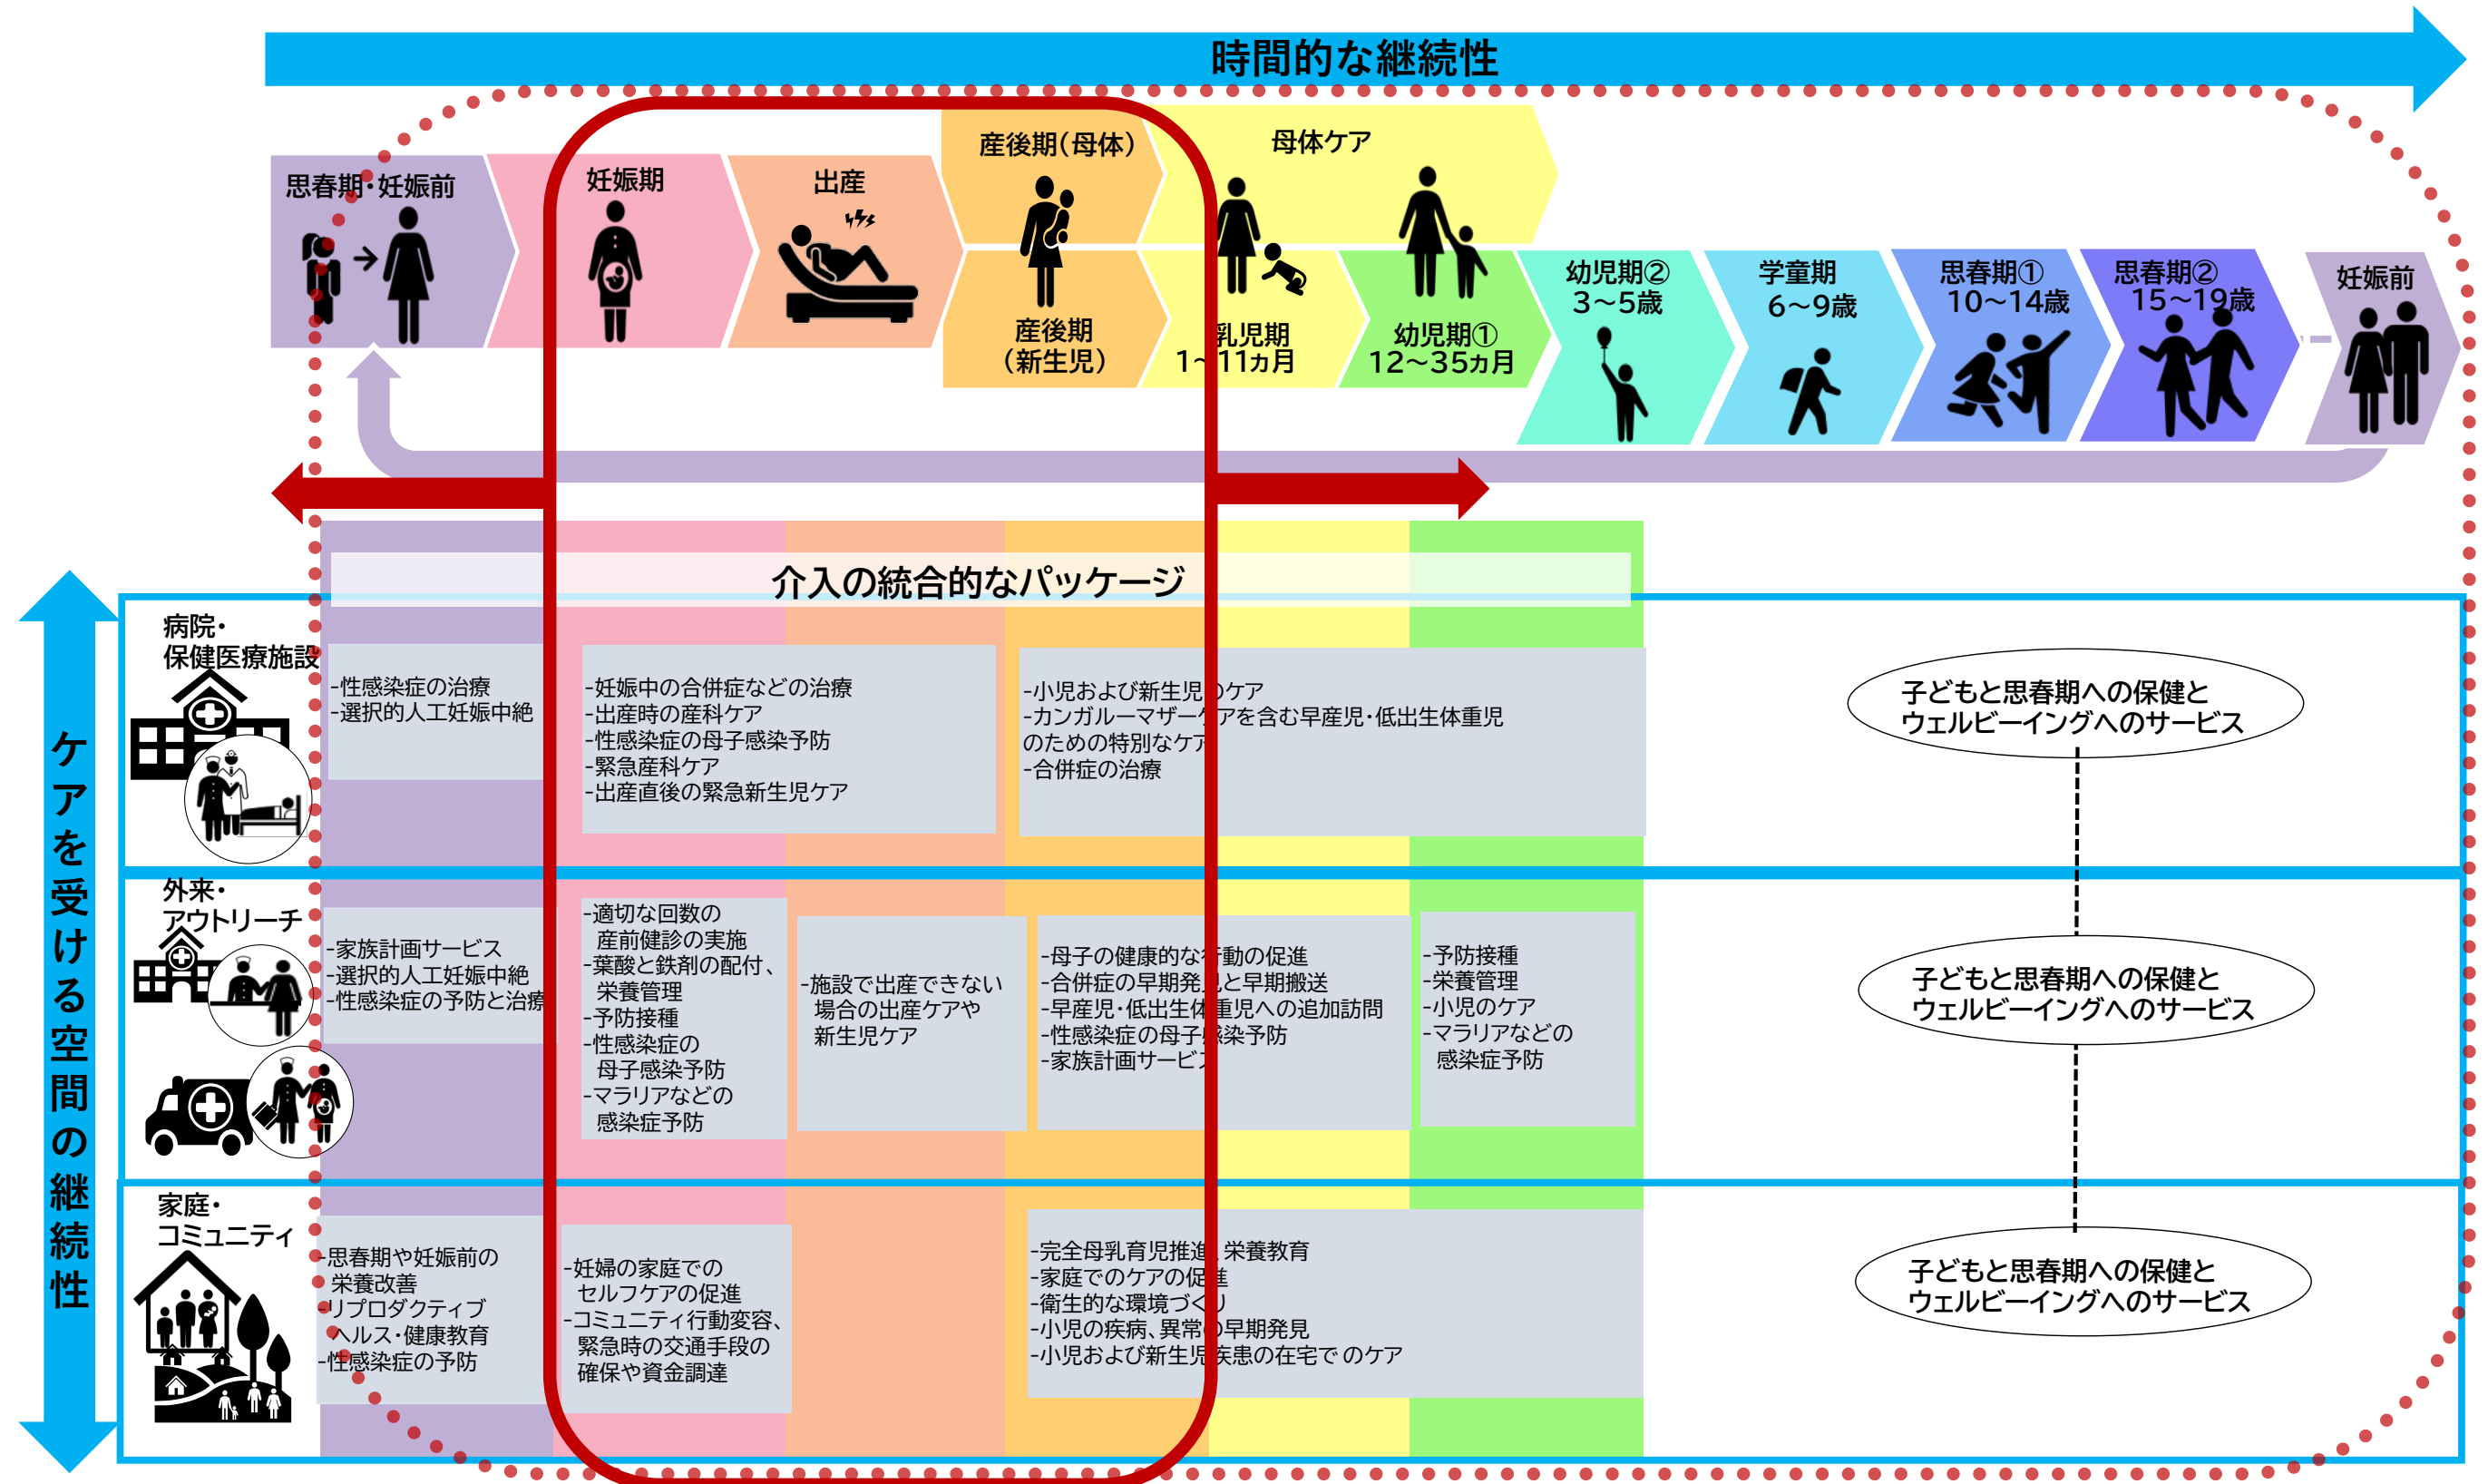 時間的な継続性
思春期・妊娠前
妊娠期
出産
産後期（母体）
母体ケア
産後期
（新生児）
乳児期
1～11ヵ月
幼児期①
12～35ヵ月
幼児期②
3～5歳
学童期
6～9歳
思春期①
10～14歳
思春期②
15～19歳
妊娠前
介入の統合的なパッケージ
ケアを受ける空間の継続性
病院・
保健医療施設
-性感染症の治療
-選択的人工妊娠中絶
-妊娠中の合併症などの治療
-出産時の産科ケア
-性感染症の母子感染予防
-緊急産科ケア
-出産直後の緊急新生児ケア
-小児および新生児のケア
-カンガルーマザーケアを含む早産児・低出生体重児
のための特別なケア
-合併症の治療
子どもと思春期への保健と
ウェルビーイングへのサービス
外来・
アウトリーチ
-家族計画サービス
-選択的人工妊娠中絶
-性感染症の予防と治療
-適切な回数の
産前健診の実施
-葉酸と鉄剤の配付、
栄養管理
-予防接種
-性感染症の
母子感染予防
-マラリアなどの
感染症予防
-施設で出産できない
場合の出産ケアや
新生児ケア
-母子の健康的な行動の促進
-合併症の早期発見と早期搬送
-早産児・低出生体重児への追加訪問
-性感染症の母子感染予防
-家族計画サービス
-予防接種
-栄養管理
-小児のケア
-マラリアなどの
感染症予防
子どもと思春期への保健と
ウェルビーイングへのサービス
家庭・
コミュニティ
-思春期や妊娠前の
栄養改善
-リプロダクティブ
ヘルス・健康教育
-性感染症の予防
-妊婦の家庭での
セルフケアの促進
-コミュニティ行動変容、
緊急時の交通手段の
確保や資金調達
-完全母乳育児推進、栄養教育
-家庭でのケアの促進
-衛生的な環境づくり
-小児の疾病、異常の早期発見
-小児および新生児疾患の在宅でのケア
子どもと思春期への保健と
ウェルビーイングへのサービス